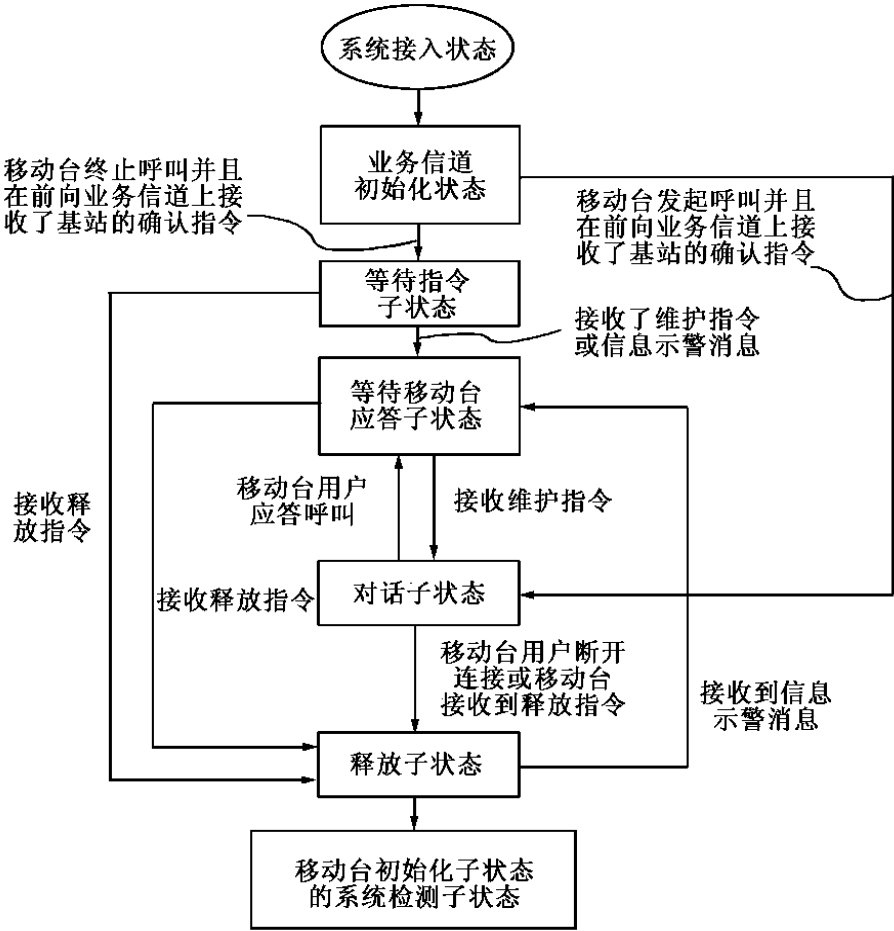 系统接入状态
业务信道
初始化状态
移动台终止呼叫并且
在前向业务信道上接
收了基站的确认指令
移动台发起呼叫并且
在前向业务信道上接
收了基站的确认指令
等待指令
子状态
接收了维护指令
或信息示警消息
等待移动台
应答子状态
移动台用户
应答呼叫
接收维护指令
接收释
放指令
对话子状态
接收释放指令
移动台用户断开
连接或移动台
接收到释放指令
接收到信息
示警消息
释放子状态
移动台初始化子状态
的系统检测子状态